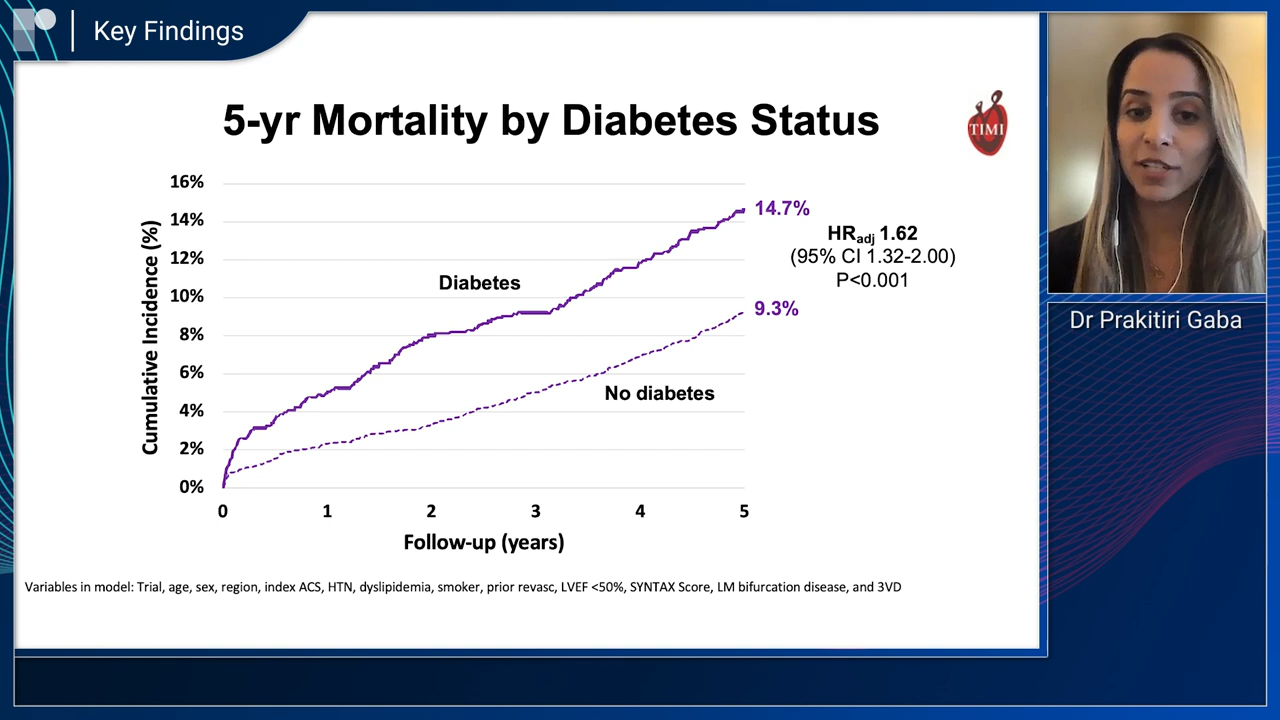 Key Findings
5-yr Mortality by Diabetes Status
TIMI
16%
14%
12%
10%
8%
6%
4%
2%
0%
Cumulative Incidence (%)
Diabetes
No diabetes
14.7%
HRadj 1.62
(95% CI 1.32-2.00)
P<0.001
9.3%
0 1 2 3 4 5
Follow-up (years)
Variables in model: Trial, age, sex, region, index ACS, HTN, dyslipidemia, smoker, prior revasc, LVEF <50%, SYNTAX Score, LM bifurcation disease, and 3VD
Dr Prakitiri Gaba